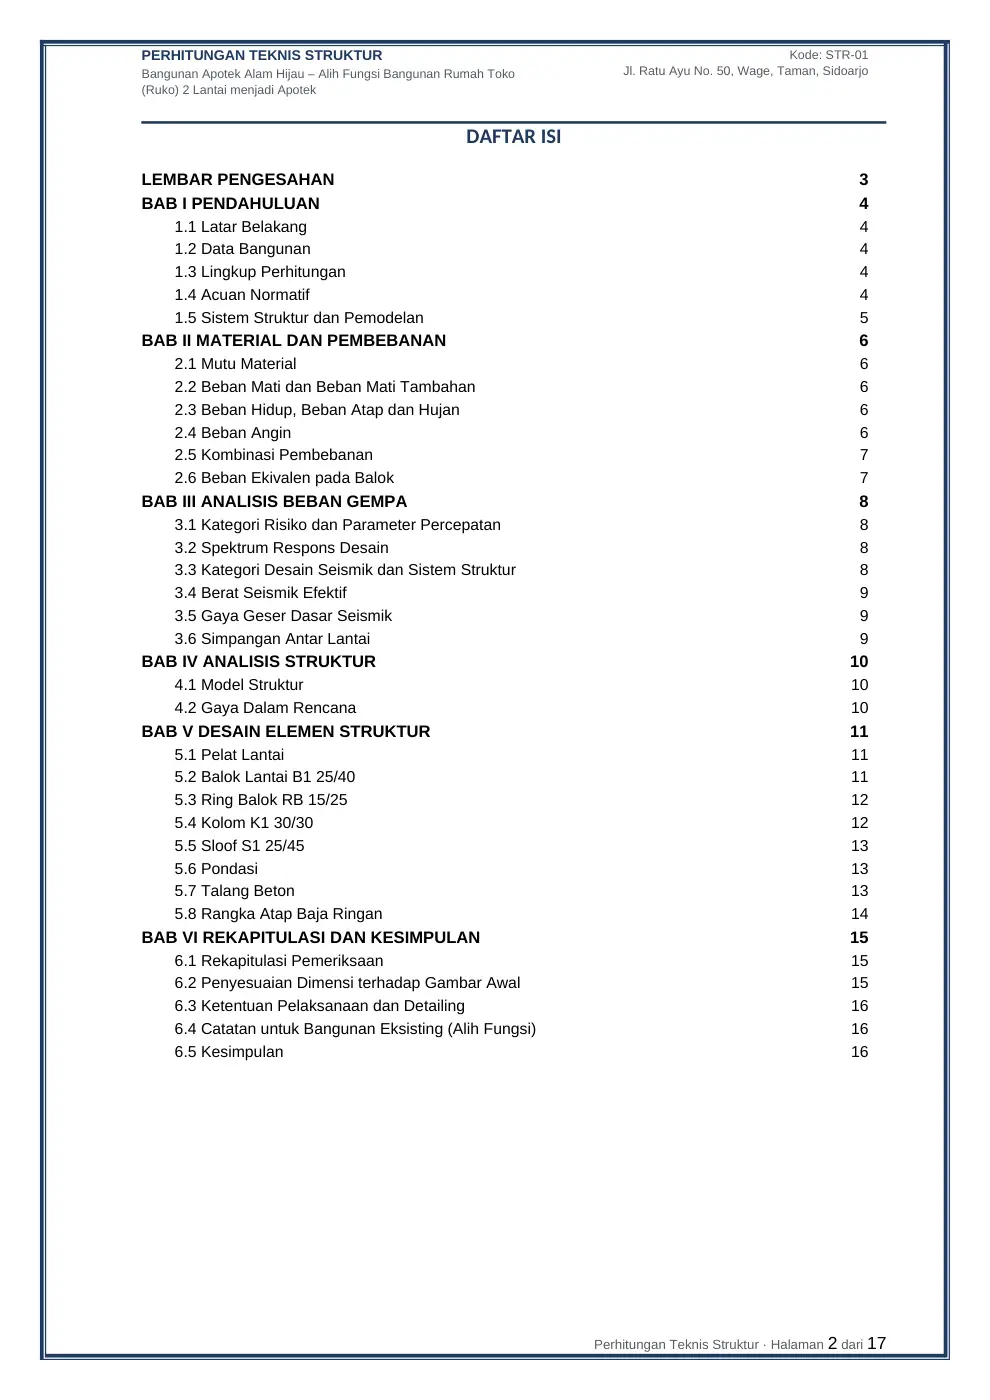 PERHITUNGAN TEKNIS STRUKTUR
Bangunan Apotek Alam Hijau – Alih Fungsi Bangunan Rumah Toko
(Ruko) 2 Lantai menjadi Apotek
Kode: STR-01
Jl. Ratu Ayu No. 50, Wage, Taman, Sidoarjo
DAFTAR ISI
LEMBAR PENGESAHAN 3
BAB I PENDAHULUAN 4
1.1 Latar Belakang 4
1.2 Data Bangunan 4
1.3 Lingkup Perhitungan 4
1.4 Acuan Normatif 4
1.5 Sistem Struktur dan Pemodelan 5
BAB II MATERIAL DAN PEMBEBANAN 6
2.1 Mutu Material 6
2.2 Beban Mati dan Beban Mati Tambahan 6
2.3 Beban Hidup, Beban Atap dan Hujan 6
2.4 Beban Angin 6
2.5 Kombinasi Pembebanan 7
2.6 Beban Ekivalen pada Balok 7
BAB III ANALISIS BEBAN GEMPA 8
3.1 Kategori Risiko dan Parameter Percepatan 8
3.2 Spektrum Respons Desain 8
3.3 Kategori Desain Seismik dan Sistem Struktur 8
3.4 Berat Seismik Efektif 9
3.5 Gaya Geser Dasar Seismik 9
3.6 Simpangan Antar Lantai 9
BAB IV ANALISIS STRUKTUR 10
4.1 Model Struktur 10
4.2 Gaya Dalam Rencana 10
BAB V DESAIN ELEMEN STRUKTUR 11
5.1 Pelat Lantai 11
5.2 Balok Lantai B1 25/40 11
5.3 Ring Balok RB 15/25 12
5.4 Kolom K1 30/30 12
5.5 Sloof S1 25/45 13
5.6 Pondasi 13
5.7 Talang Beton 13
5.8 Rangka Atap Baja Ringan 14
BAB VI REKAPITULASI DAN KESIMPULAN 15
6.1 Rekapitulasi Pemeriksaan 15
6.2 Penyesuaian Dimensi terhadap Gambar Awal 15
6.3 Ketentuan Pelaksanaan dan Detailing 16
6.4 Catatan untuk Bangunan Eksisting (Alih Fungsi) 16
6.5 Kesimpulan 16
Perhitungan Teknis Struktur · Halaman 2 dari 17